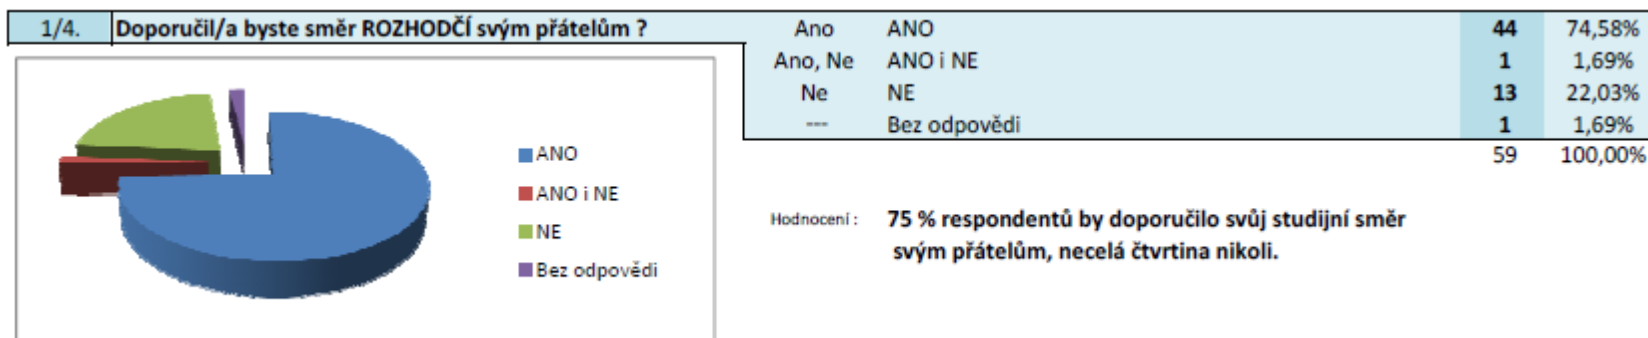 1/4. Doporučil/a byste směr ROZHODČÍ svým přátelům ?
Ano ANO 44 74,58%
Ano, Ne ANO i NE 1 1,69%
Ne NE 13 22,03%
--- Bez odpovědi 1 1,69%
59 100,00%
ANO
ANO i NE
NE
Bez odpovědi
Hodnocení : 75 % respondentů by doporučilo svůj studijní směr
svým přátelům, necelá čtvrtina nikoli.